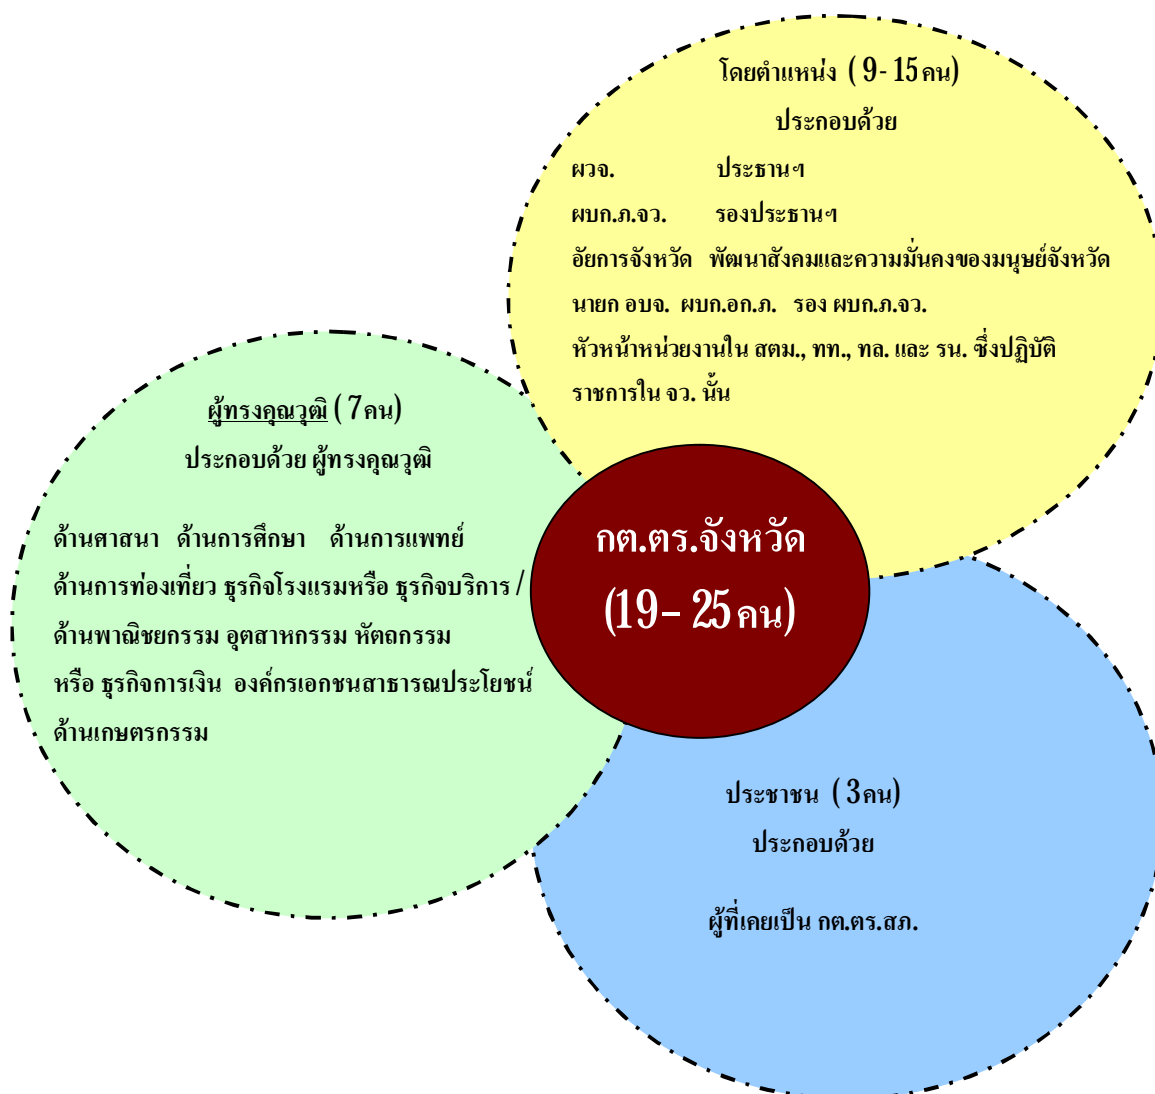 โดยตำแหน่ง ( 9- 15 คน)
ประกอบด้วย
ผวจ. ประธานฯ
ผบก.ภ.จว. รองประธานฯ
อัยการจังหวัด พัฒนาสังคมและความมั่นคงของมนุษย์จังหวัด
นายก อบจ. ผบก.อก.ภ. รอง ผบก.ภ.จว.
หัวหน้าหน่วยงานใน สตม., ทท., ทล. และ รน. ซึ่งปฏิบัติ
ราชการใน จว. นั้น
ผู้ทรงคุณวุฒิ ( 7 คน)
ประกอบด้วย ผู้ทรงคุณวุฒิ
ด้านศาสนา ด้านการศึกษา ด้านการแพทย์
ด้านการท่องเที่ยว ธุรกิจโรงแรมหรือ ธุรกิจบริการ /
ด้านพาณิชยกรรม อุตสาหกรรม หัตถกรรม
หรือ ธุรกิจการเงิน องค์กรเอกชนสาธารณประโยชน์
ด้านเกษตรกรรม
กต.ตร.จังหวัด
(19 – 25 คน)
ประชาชน ( 3 คน)
ประกอบด้วย
ผู้ที่เคยเป็น กต.ตร.สภ.